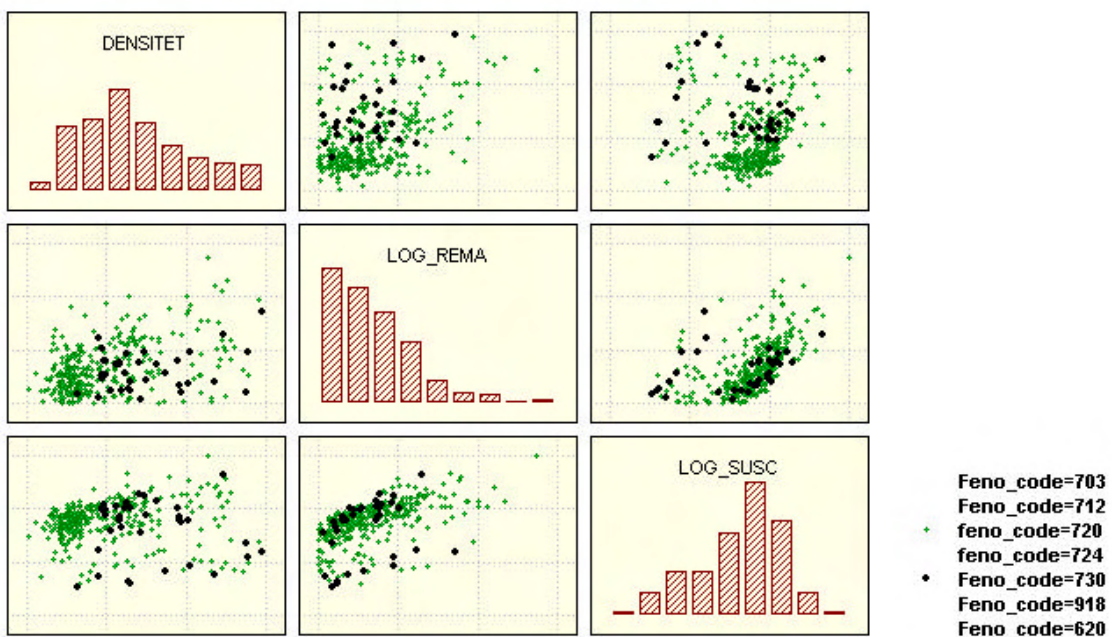 DENSITET
LOG_REMA
LOG_SUSC
Feno_code=703
Feno_code=712
feno_code=720
feno_code=724
Feno_code=730
Feno_code=918
Feno_code=620